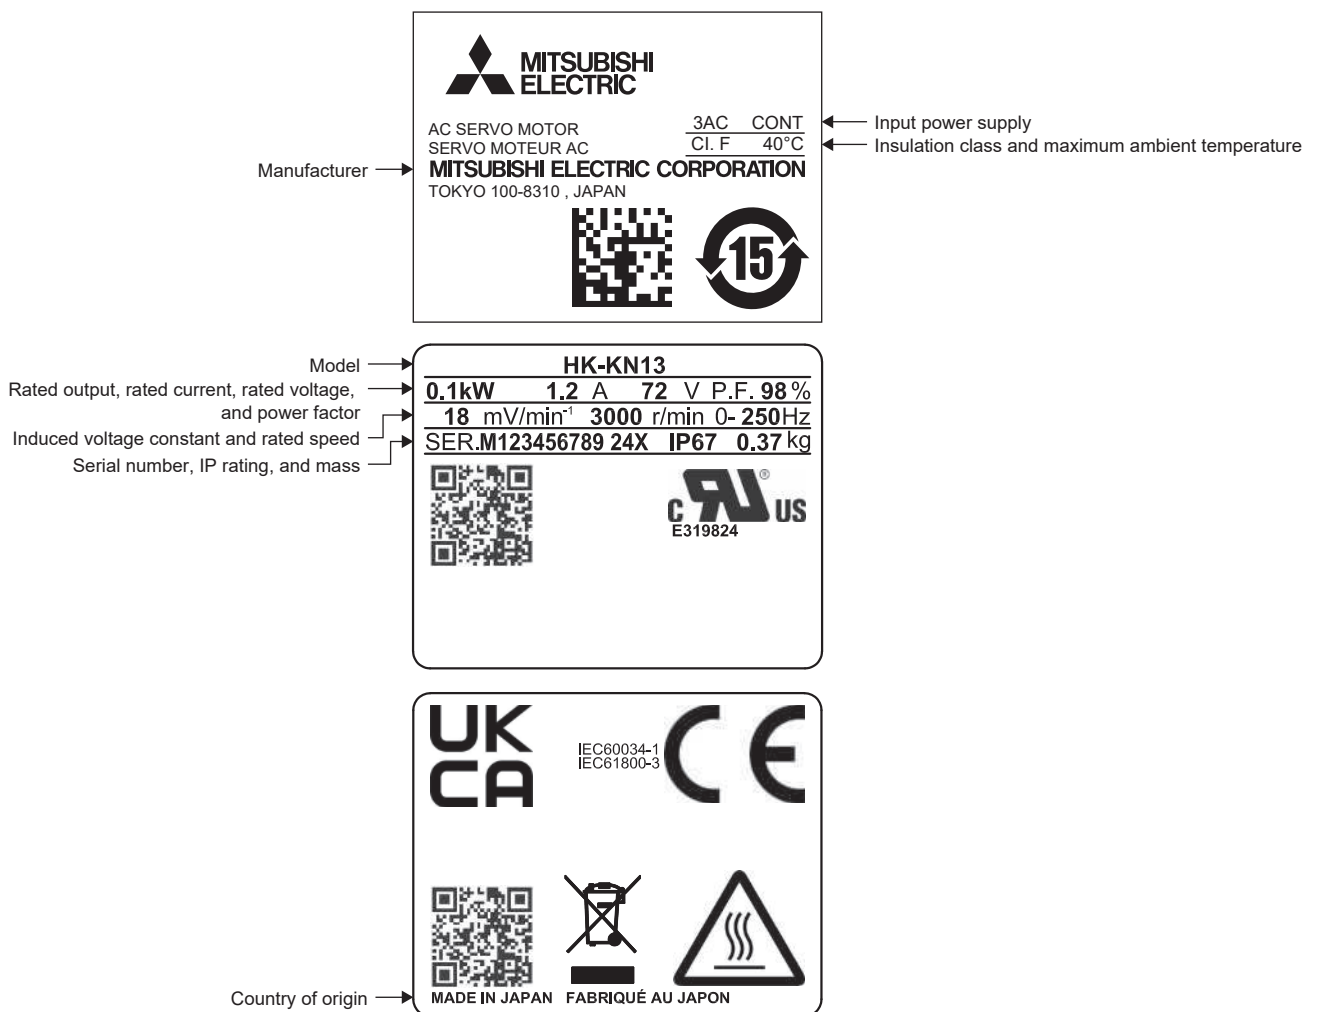 MITSUBISHI
ELECTRIC
AC SERVO MOTOR
SERVO MOTEUR AC
3AC CONT
Cl. F 40°C
Input power supply
Insulation class and maximum ambient temperature
Manufacturer
MITSUBISHI ELECTRIC CORPORATION
TOKYO 100-8310 , JAPAN
15
Model
HK-KN13
Rated output, rated current, rated voltage,
and power factor
0.1kW 1.2 A 72 V P.F. 98%
Induced voltage constant and rated speed
18 mV/min⁻¹ 3000 r/min 0- 250Hz
Serial number, IP rating, and mass
SER.M123456789 24X IP67 0.37 kg
C RU ® US
E319824
UK
CA
IEC60034-1
IEC61800-3
CE
Country of origin
MADE IN JAPAN FABRIQUÉ AU JAPON